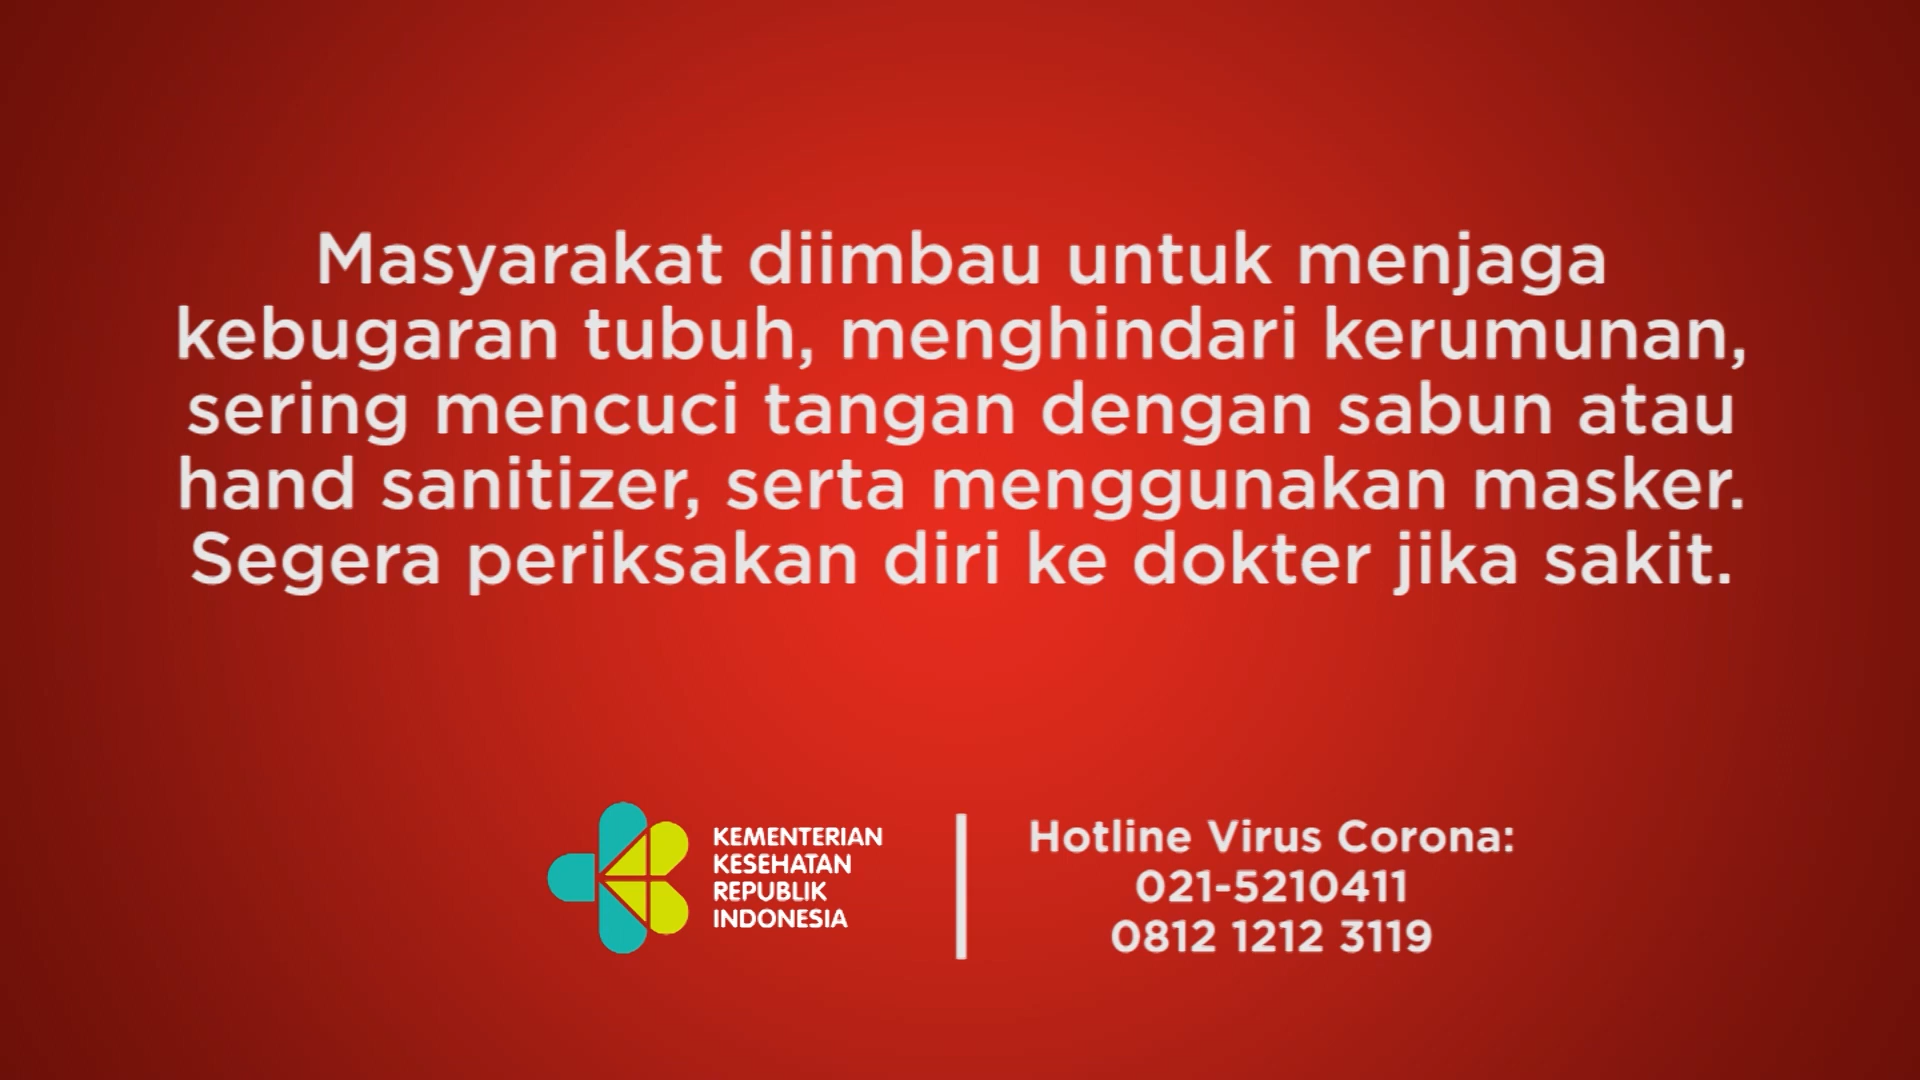 Masyarakat diimbau untuk menjaga
kebugaran tubuh, menghindari kerumunan,
sering mencuci tangan dengan sabun atau
hand sanitizer, serta menggunakan masker.
Segera periksakan diri ke dokter jika sakit.
KEMENTERIAN
KESEHATAN
REPUBLIK
INDONESIA
Hotline Virus Corona:
021-5210411
0812 1212 3119